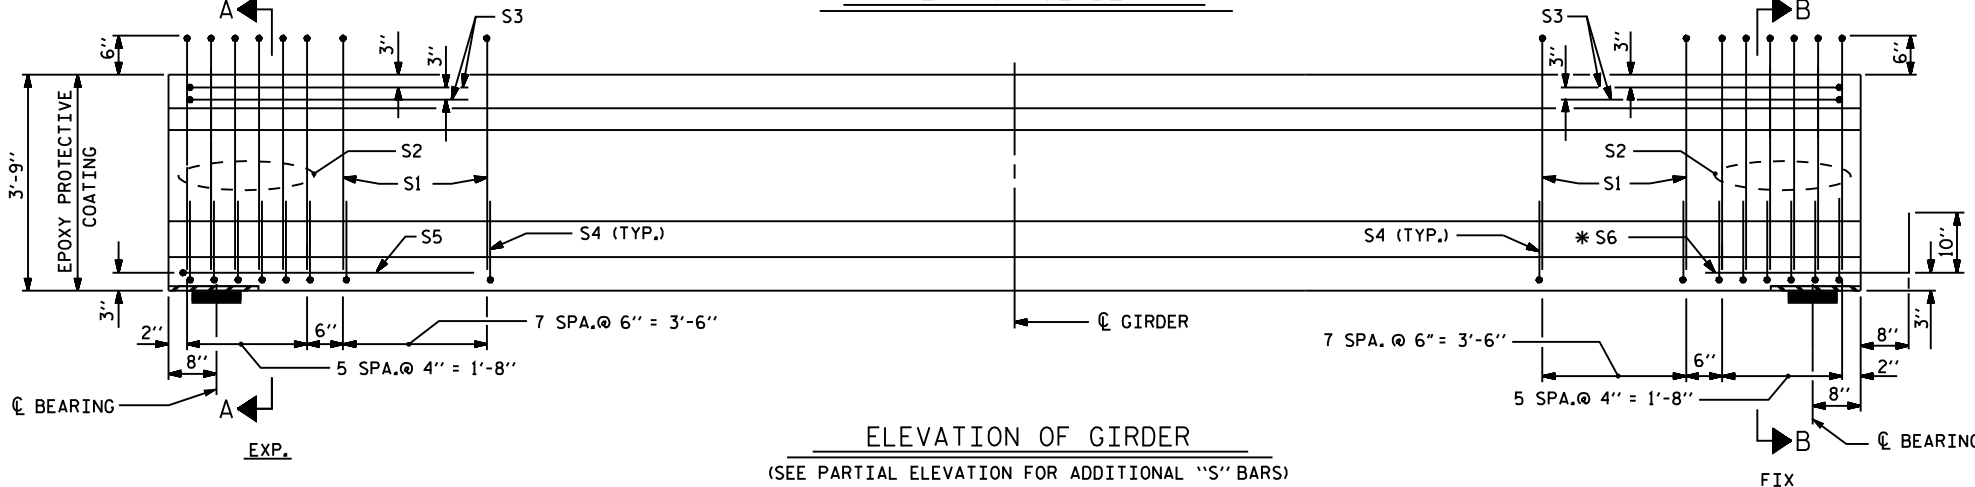 A
S3
S3
B
6''
3''
3''
3''
3''
6''
3'-9''
EPOXY PROTECTIVE
COATING
S2
S1
S2
S1
S5
S4 (TYP.)
S4 (TYP.)
* S6
10''
3''
3''
2''
6''
7 SPA.@ 6'' = 3'-6''
℄ GIRDER
7 SPA. @ 6'' = 3'-6''
6''
8''
2''
8''
5 SPA.@ 4'' = 1'-8''
5 SPA.@ 4'' = 1'-8''
8''
℄ BEARING
A
B
℄ BEARING
EXP.
ELEVATION OF GIRDER
(SEE PARTIAL ELEVATION FOR ADDITIONAL ''S'' BARS)
FIX